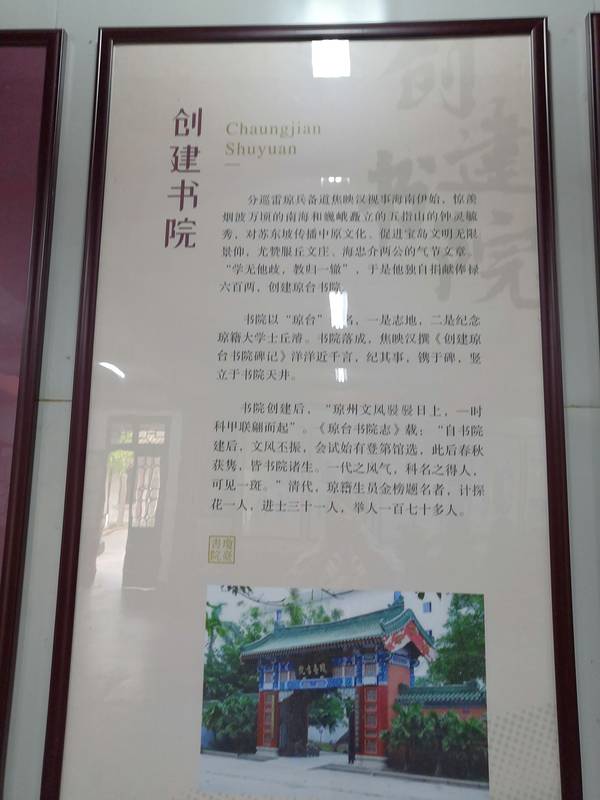 创建书院
Chaungjian
Shuyuan
创建书院
分巡雷琼兵备道焦映汉视事海南伊始，惊羡
烟波万顷的南海和巍峨矗立的五指山的钟灵毓
秀，对苏东坡传播中原文化、促进宝岛文明无限
景仰，尤赞服丘文庄、海忠介两公的气节文章，
“学无他歧，教归一辙”，于是他独自捐献俸禄
六百两，创建琼台书院。
书院以“琼台”名，一是志地，二是纪念
琼籍大学士丘濬。书院落成，焦映汉撰《创建琼
台书院碑记》洋洋近千言，纪其事，镌于碑，竖
立于书院天井。
书院创建后，“琼州文风骎骎日上，一时
科甲联翩而起”。《琼台书院志》载：“自书院
建后，文风丕振，会试始有登第馆选，此后春秋
获隽，皆书院诸生。一代之风气，科名之得人，
可见一斑。”清代，琼籍生员金榜题名者，计探
花一人，进士三十一人，举人一百七十多人。
瓊臺
書院
瓊臺書院